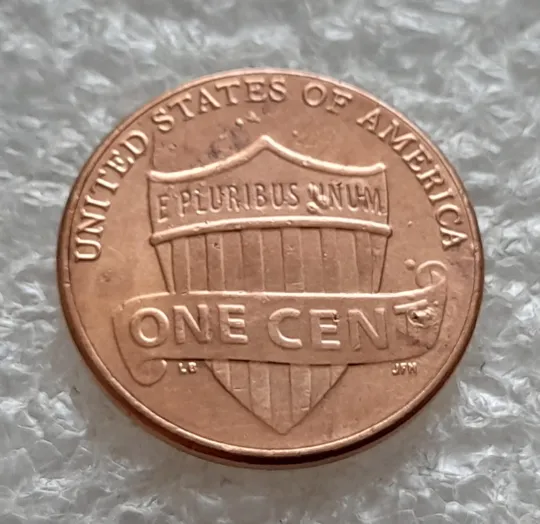 UNITED STATES OF AMERICA
E PLURIBUS UNUM
ONE CENT
LB
JFM